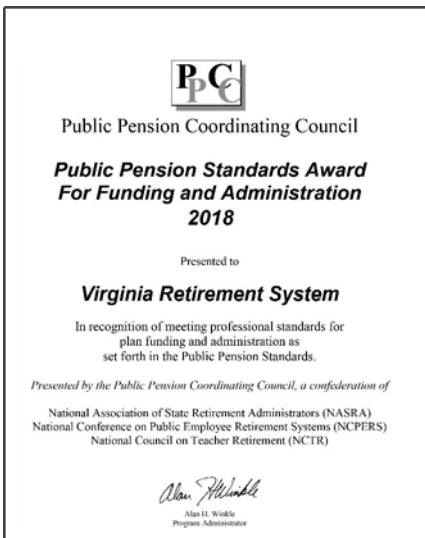 PPCC
Public Pension Coordinating Council
Public Pension Standards Award
For Funding and Administration
2018
Presented to
Virginia Retirement System
In recognition of meeting professional standards for
plan funding and administration as
set forth in the Public Pension Standards.
Presented by the Public Pension Coordinating Council, a confederation of
National Association of State Retirement Administrators (NASRA)
National Conference on Public Employee Retirement Systems (NCPERS)
National Council on Teacher Retirement (NCTR)
Alan H. Winkle
Alan H. Winkle
Program Administrator